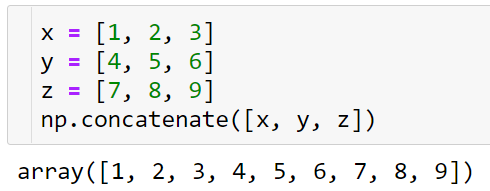 x = [1, 2, 3]
y = [4, 5, 6]
z = [7, 8, 9]
np.concatenate([x, y, z])
array([1, 2, 3, 4, 5, 6, 7, 8, 9])